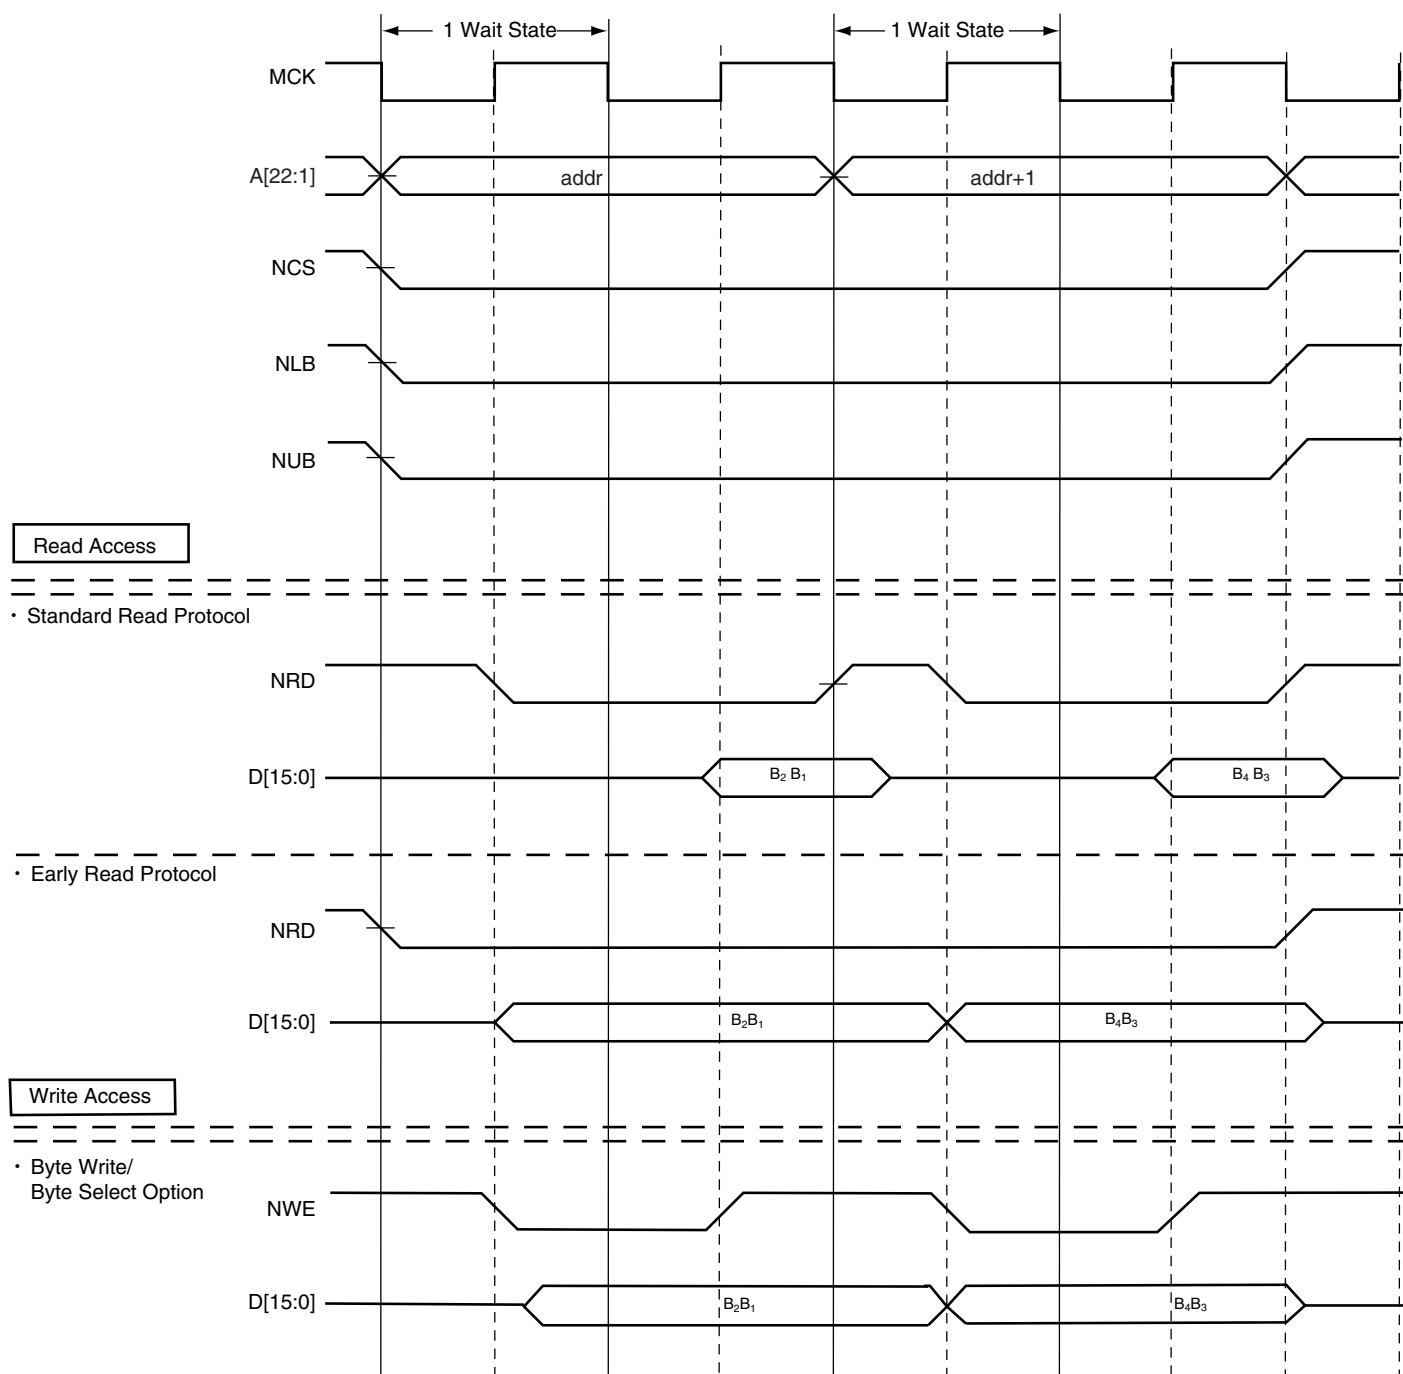 1 Wait State 1 Wait State
MCK
A[22:1] addr addr+1
NCS
NLB
NUB
Read Access
· Standard Read Protocol
NRD
D[15:0] B₂ B₁ B₄ B₃
· Early Read Protocol
NRD
D[15:0] B₂B₁ B₄B₃
Write Access
· Byte Write/
Byte Select Option
NWE
D[15:0] B₂B₁ B₄B₃